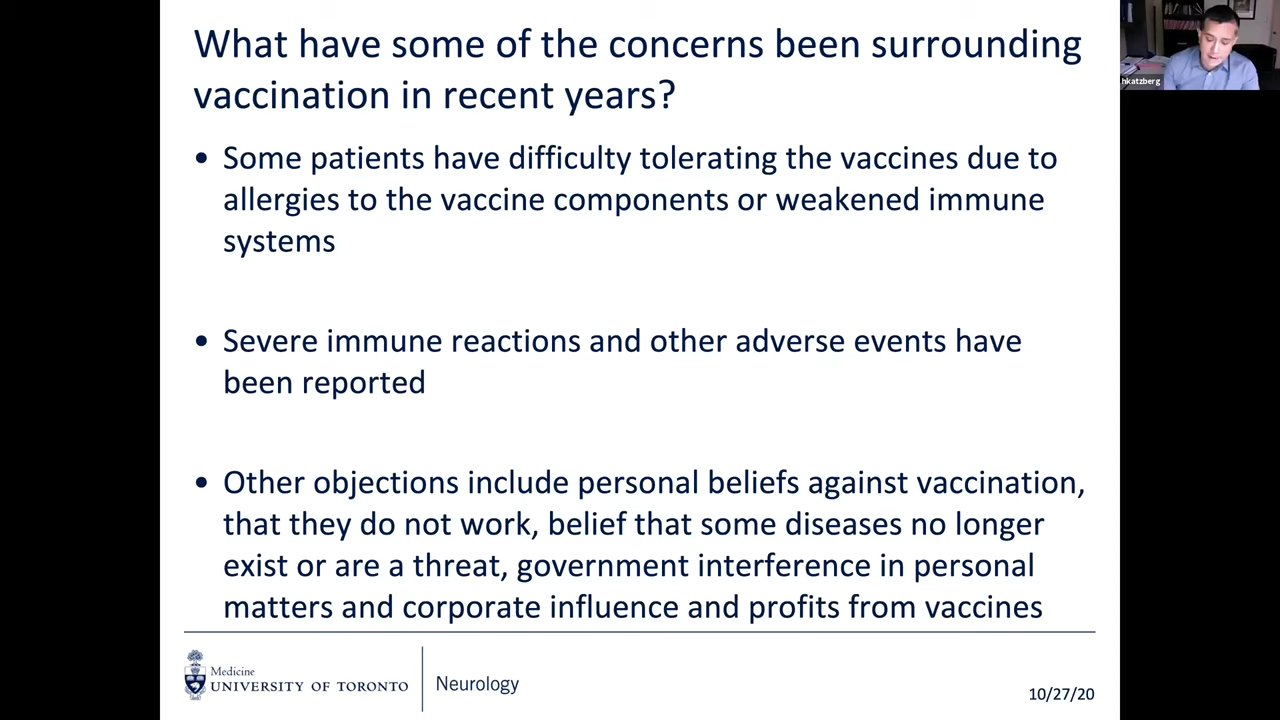 What have some of the concerns been surrounding
vaccination in recent years?
• Some patients have difficulty tolerating the vaccines due to
allergies to the vaccine components or weakened immune
systems
• Severe immune reactions and other adverse events have
been reported
• Other objections include personal beliefs against vaccination,
that they do not work, belief that some diseases no longer
exist or are a threat, government interference in personal
matters and corporate influence and profits from vaccines
Medicine
UNIVERSITY OF TORONTO
Neurology
10/27/20
hkatzberg